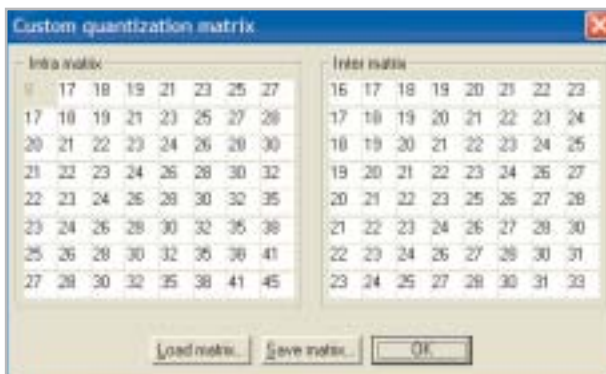 Custom quantization matrix
Intra matrix
8 17 18 19 21 23 25 27
17 18 19 21 23 25 27 28
20 21 22 23 24 26 28 30
21 22 23 24 26 28 30 32
22 23 24 26 28 30 32 35
23 24 26 28 30 32 35 38
25 26 28 30 32 35 38 41
27 28 30 32 35 38 41 45
Inter matrix
16 17 18 19 20 21 22 23
17 18 19 20 21 22 23 24
18 19 20 21 22 23 24 25
19 20 21 22 23 24 26 27
20 21 22 23 25 26 27 28
21 22 23 24 26 27 28 30
22 23 24 26 27 28 30 31
23 24 25 27 28 30 31 33
Load matrix... Save matrix... OK